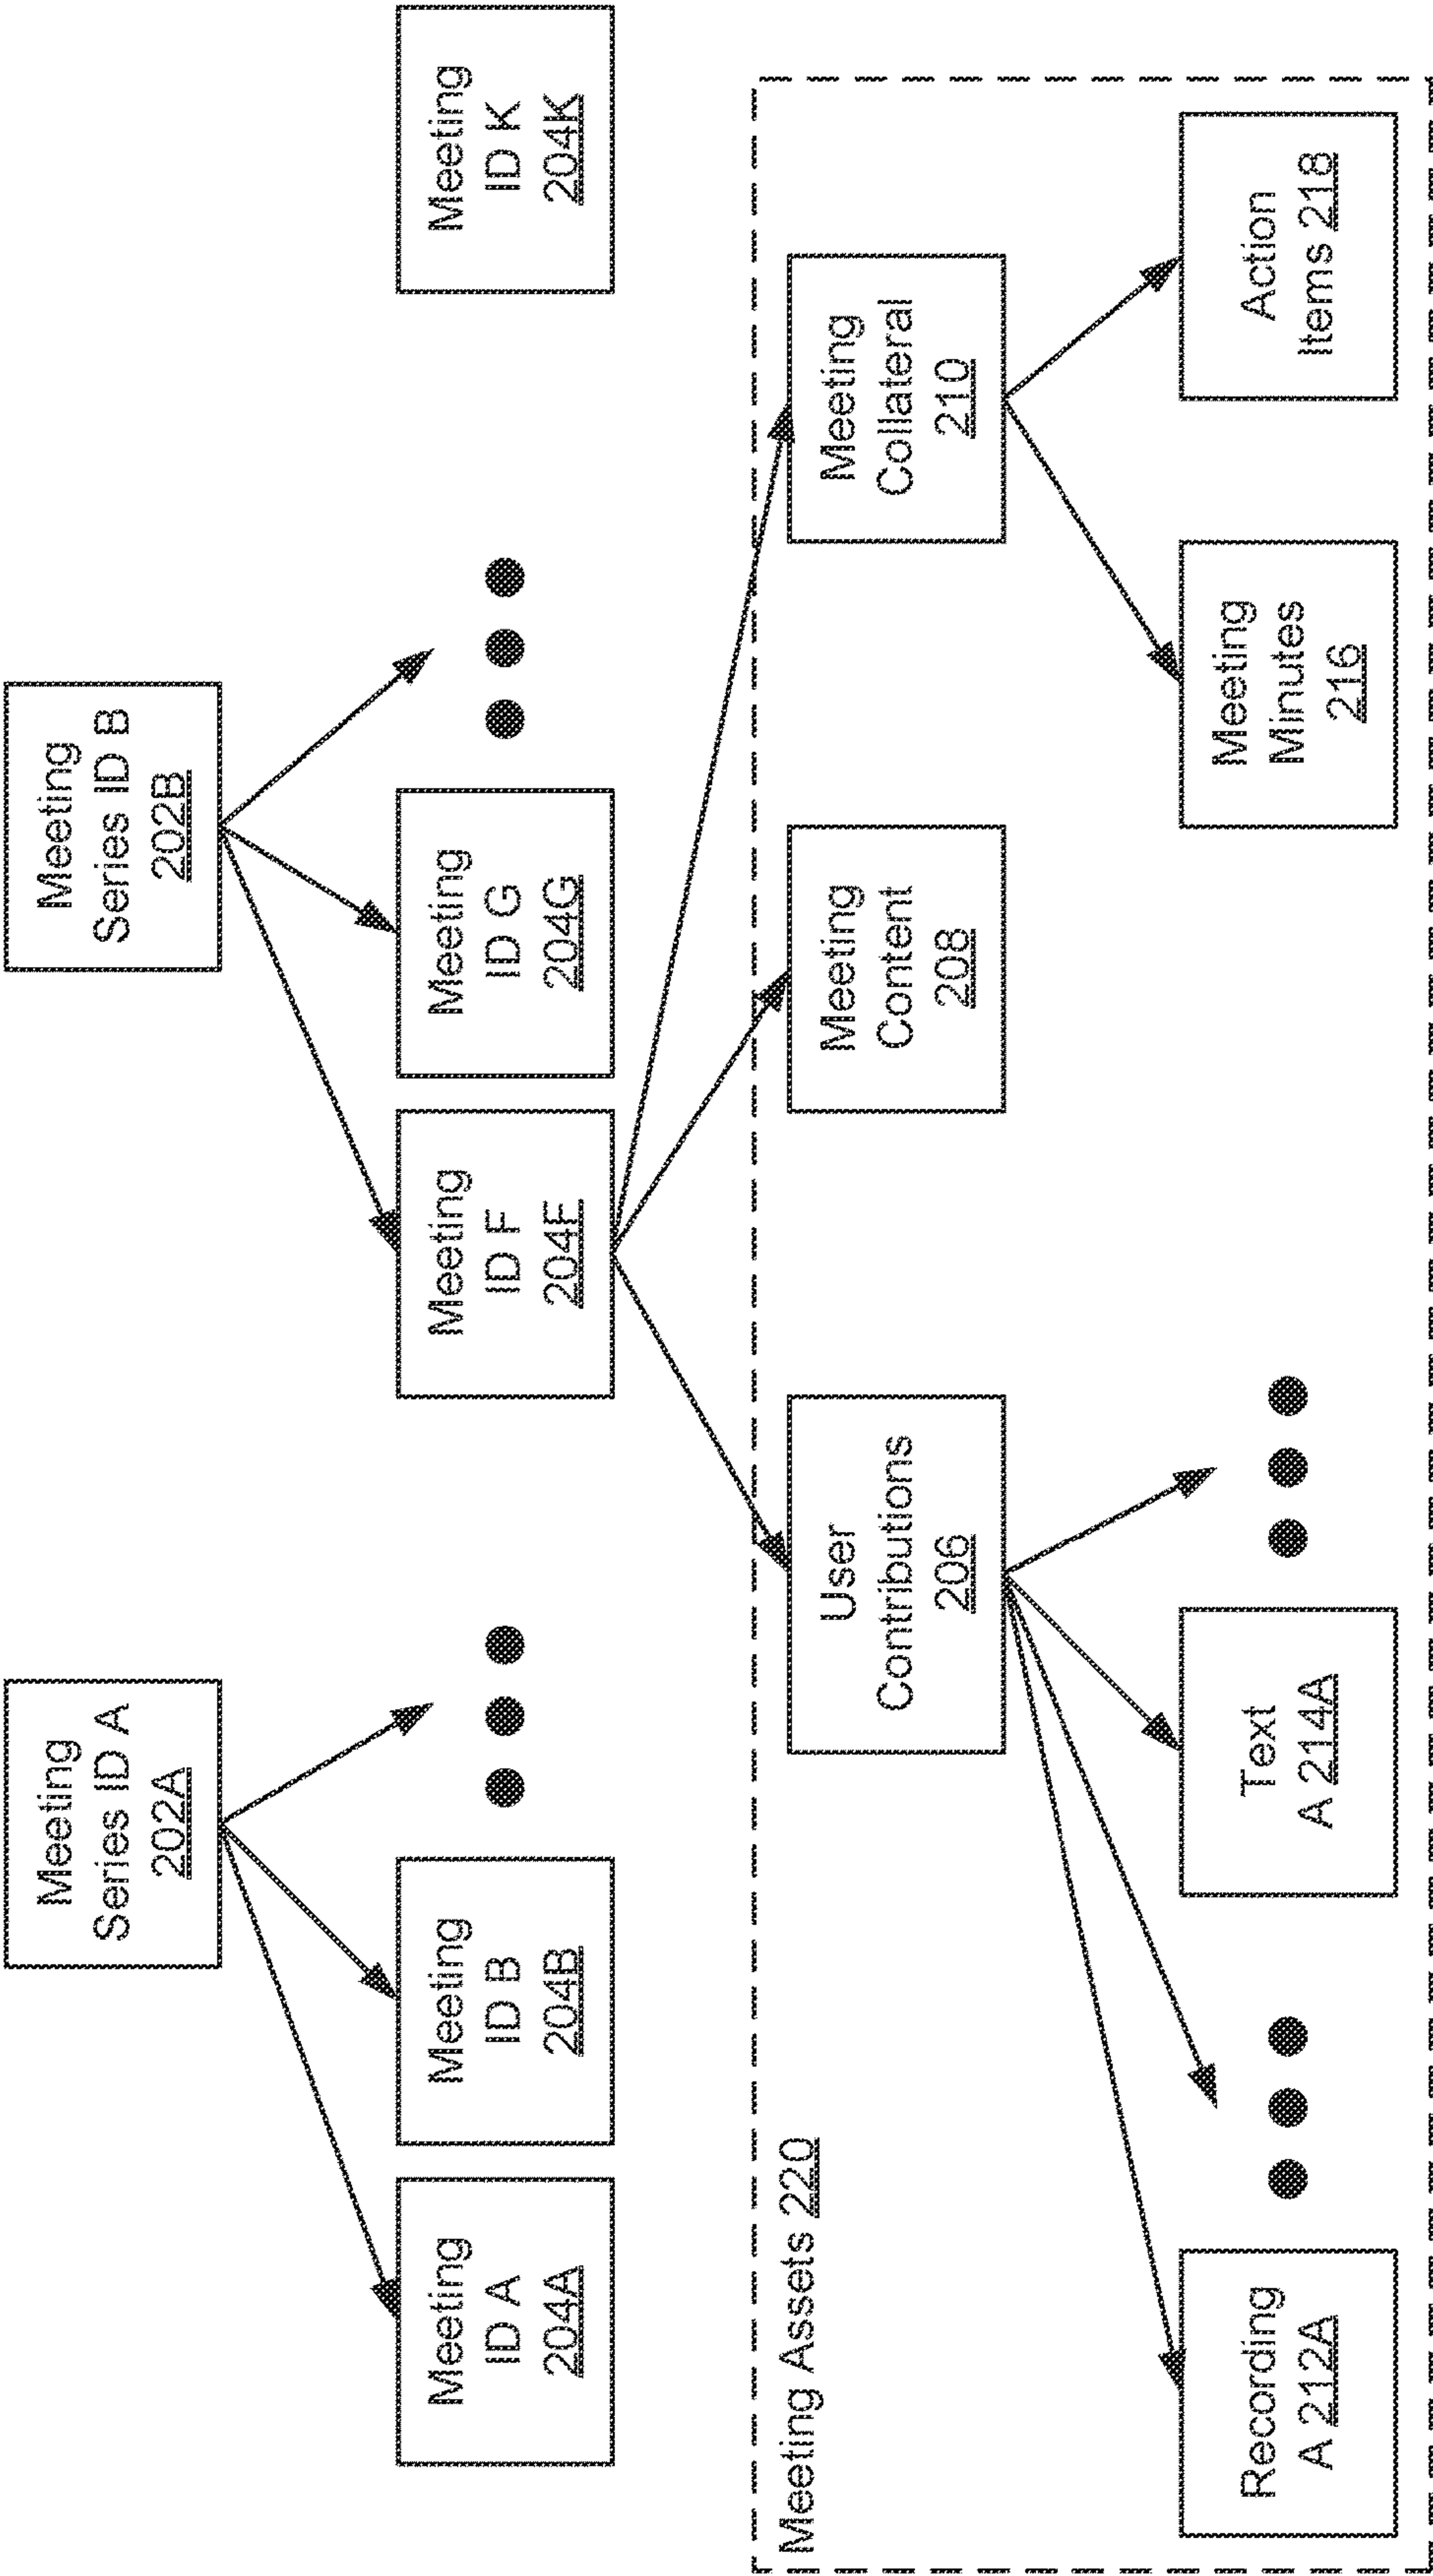 Meeting
Series ID A
202A
Meeting
Series ID B
202B
Meeting
ID A
204A
Meeting
ID B
204B
Meeting
ID F
204F
Meeting
ID G
204G
Meeting
ID K
204K
Meeting Assets 220
User
Contributions
206
Meeting
Content
208
Meeting
Collateral
210
Recording
A 212A
Text
A 214A
Meeting
Minutes
216
Action
Items 218